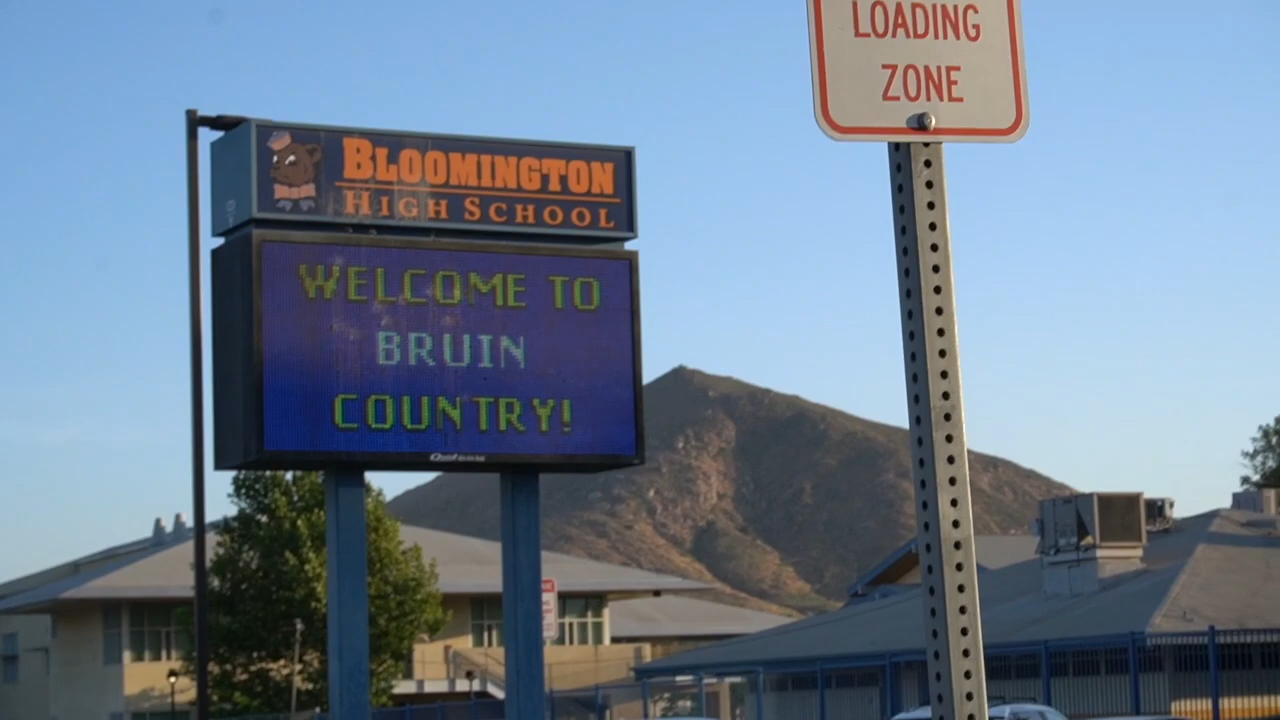 BLOOMINGTON
HIGH SCHOOL
WELCOME TO
BRUIN
COUNTRY!
LOADING
ZONE